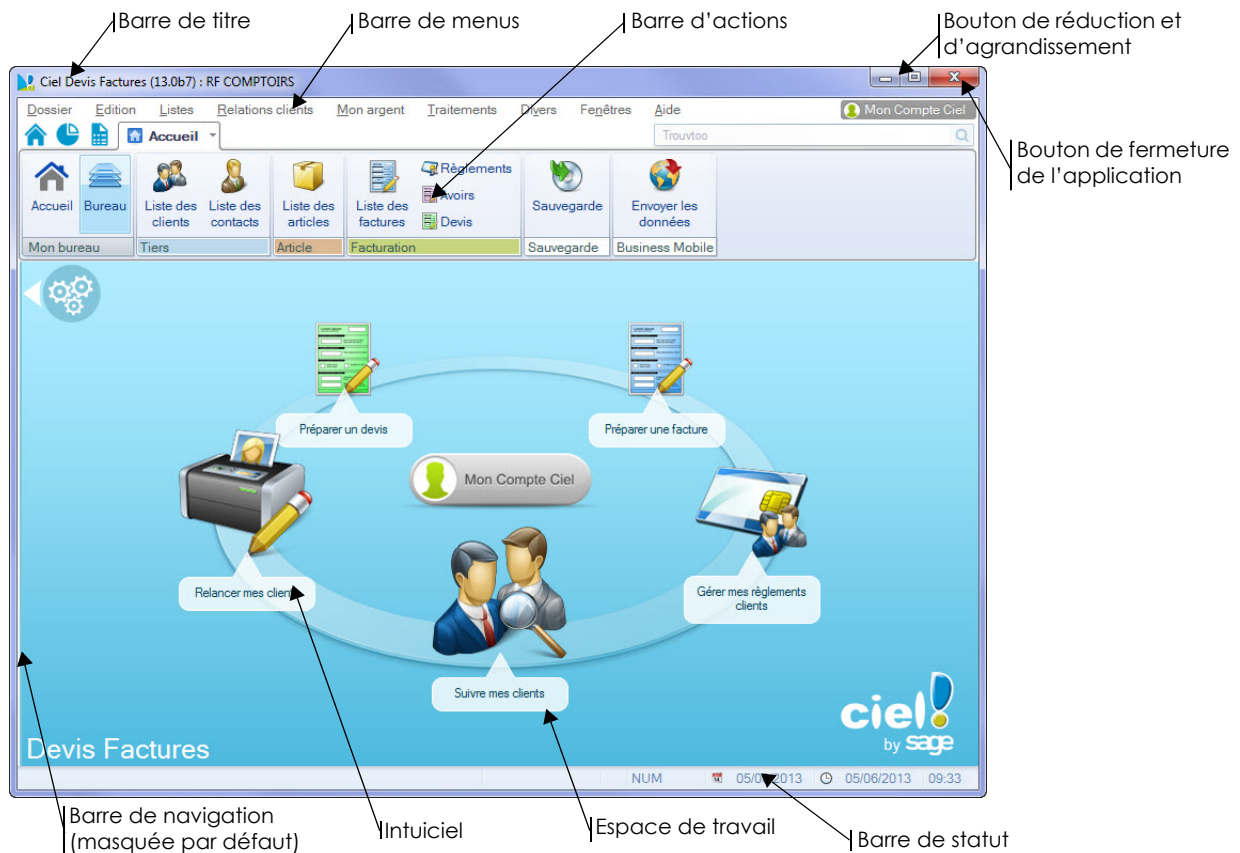 Barre de titre
Barre de menus
Barre d'actions
Bouton de réduction et
d'agrandissement
Ciel Devis Factures (13.0b7) : RF COMPTOIRS
Dossier Edition Listes Relations clients Mon argent Traitements Divers Fenêtres Aide
Mon Compte Ciel
Accueil
Trouvtoo
Bouton de fermeture
de l'application
Accueil
Bureau
Liste des
clients
Liste des
contacts
Liste des
articles
Liste des
factures
Règlements
Avoirs
Devis
Sauvegarde
Envoyer les
données
Mon bureau
Tiers
Article
Facturation
Sauvegarde
Business Mobile
Préparer un devis
Préparer une facture
Mon Compte Ciel
Relancer mes clients
Gérer mes règlements
clients
Suivre mes clients
ciel!
by sage
Devis Factures
NUM 05/06/2013 05/06/2013 09:33
Barre de navigation
(masquée par défaut)
Intuiciel
Espace de travail
Barre de statut